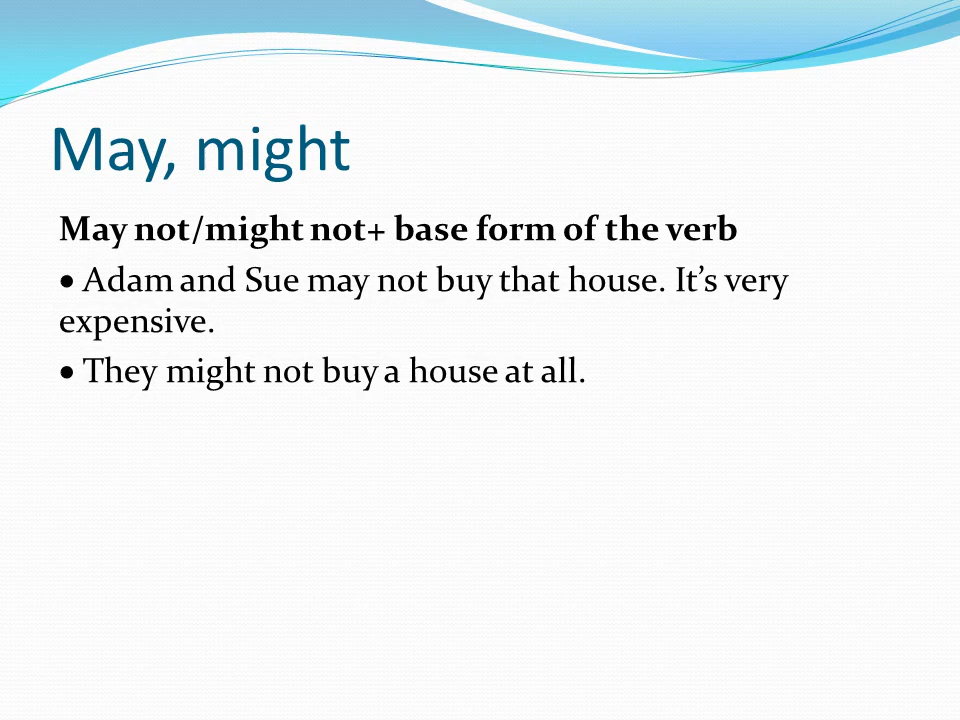 May, might
May not/might not+ base form of the verb
• Adam and Sue may not buy that house. It’s very
expensive.
• They might not buy a house at all.